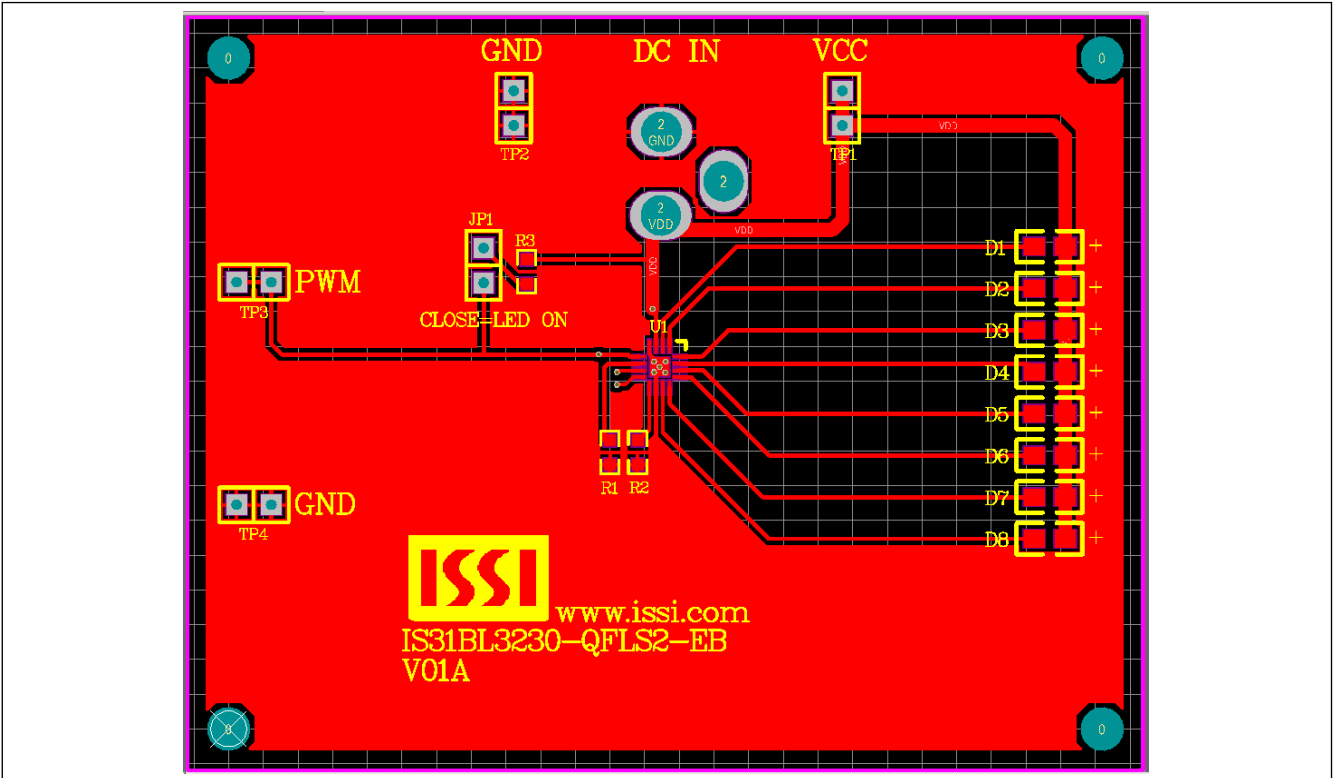 GND DC IN VCC
0 0
2
GND
VDD
TP2 TP1
VDD
2
JP1
2
VDD
VDD
R3
D1 +
VDD
PWM
D2 +
TP3
CLOSE=LED ON
U1
D3 +
D4 +
D5 +
D6 +
R1 R2
D7 +
GND
TP4
D8 +
ISSI
www.issi.com
IS31BL3230-QFLS2-EB
V01A
0 0